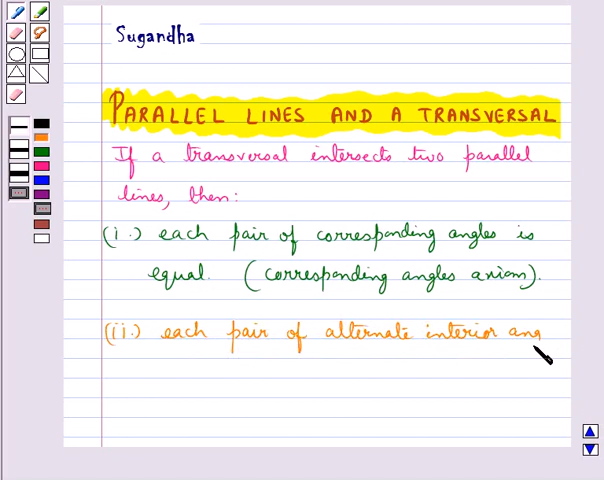 Sugandha
PARALLEL LINES AND A TRANSVERSAL
If a transversal intersects two parallel
lines, then:
(i.) each pair of corresponding angles is
equal. (corresponding angles axiom).
(ii.) each pair of alternate interior ang